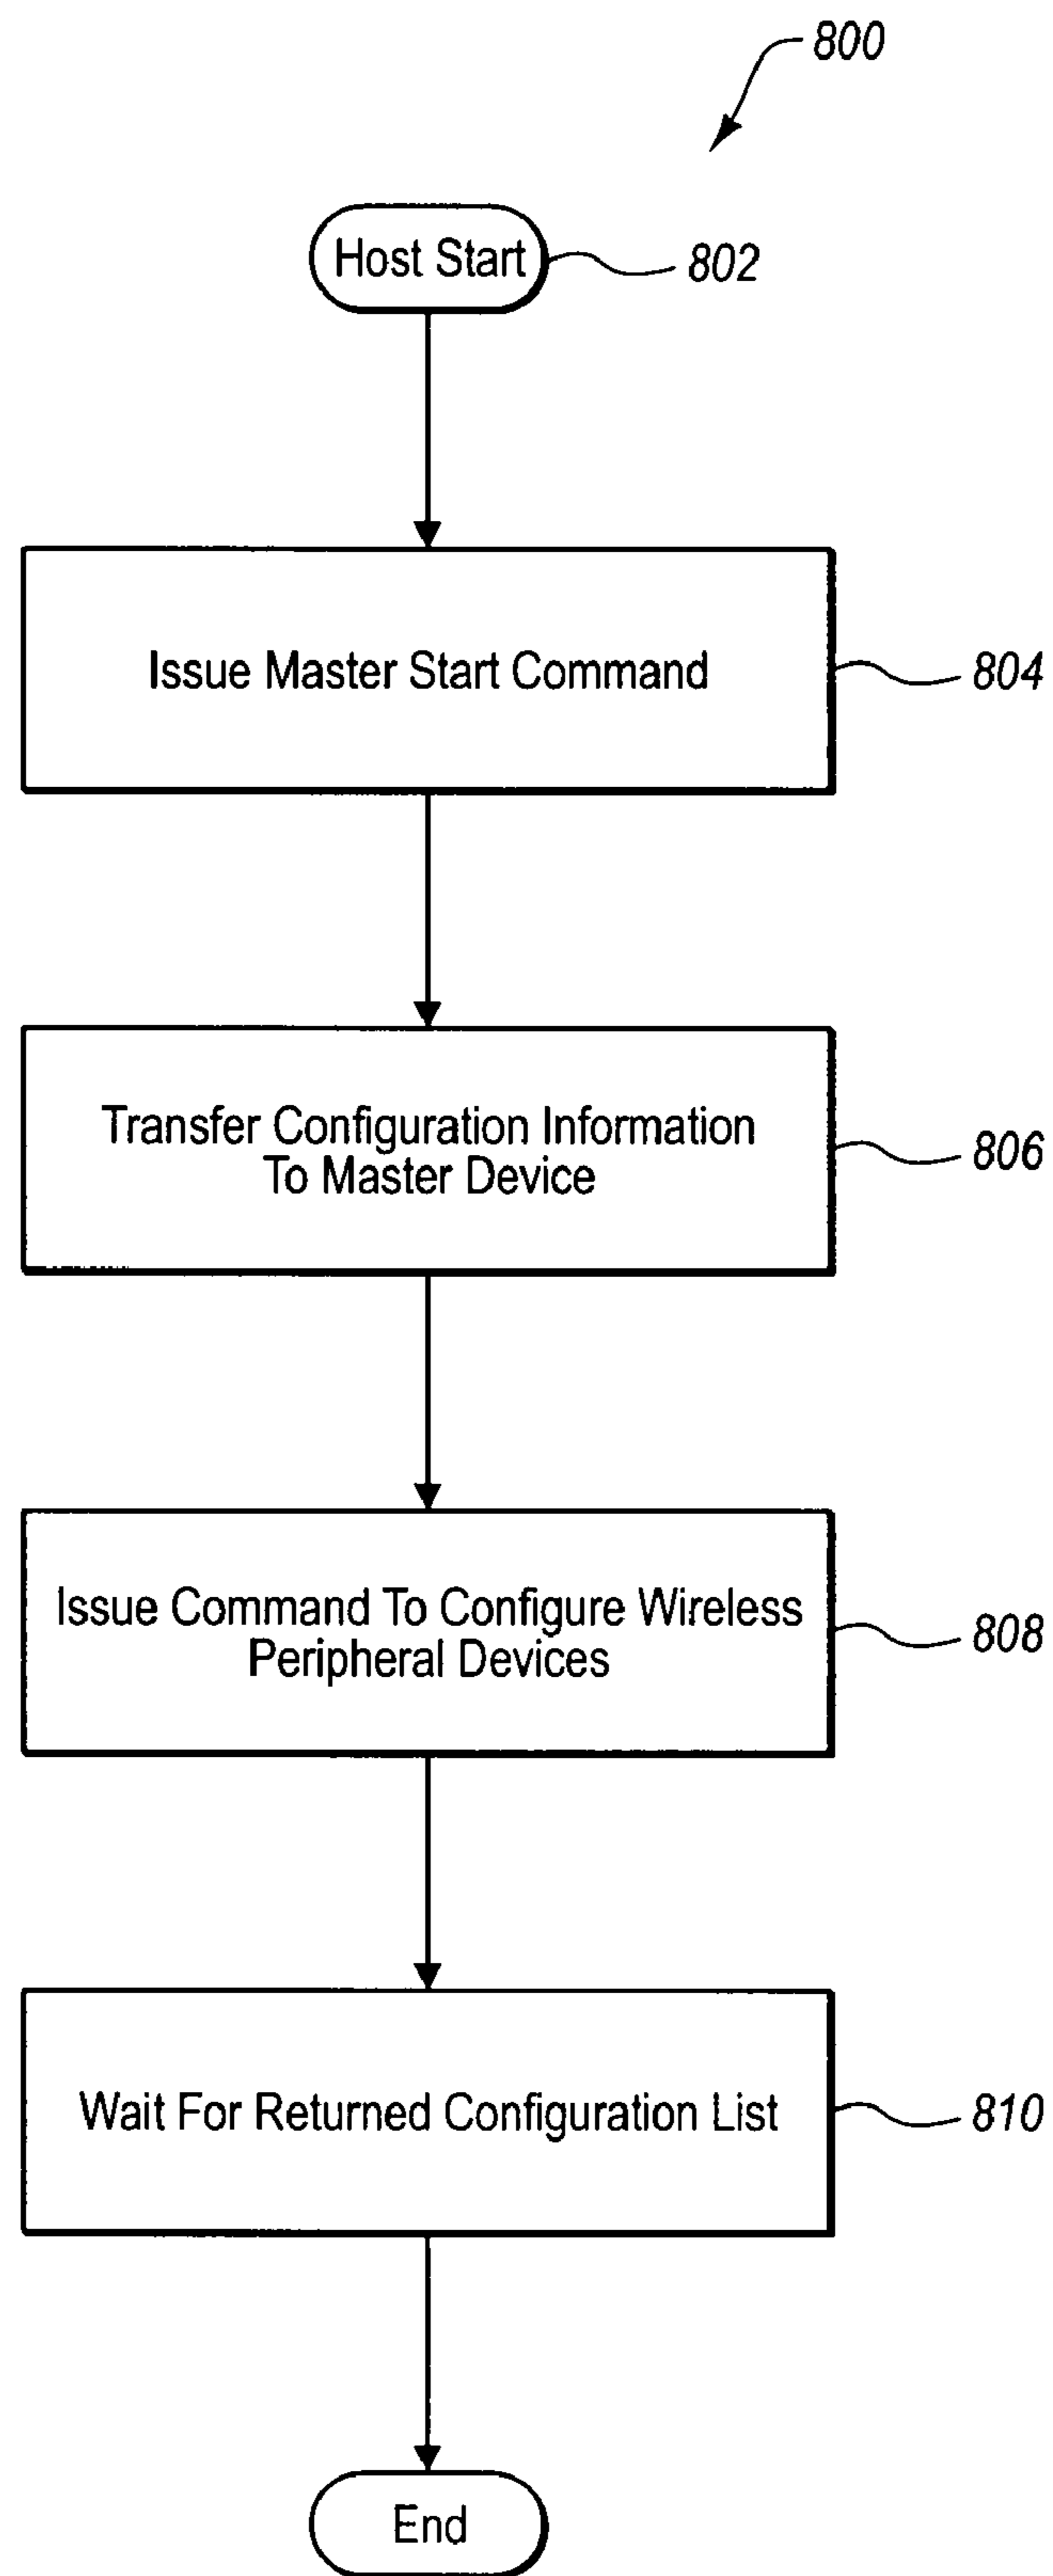 800
Host Start
802
Issue Master Start Command
804
Transfer Configuration Information
To Master Device
806
Issue Command To Configure Wireless
Peripheral Devices
808
Wait For Returned Configuration List
810
End